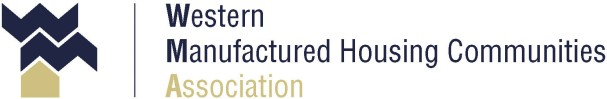 Western
Manufactured Housing Communities
Association